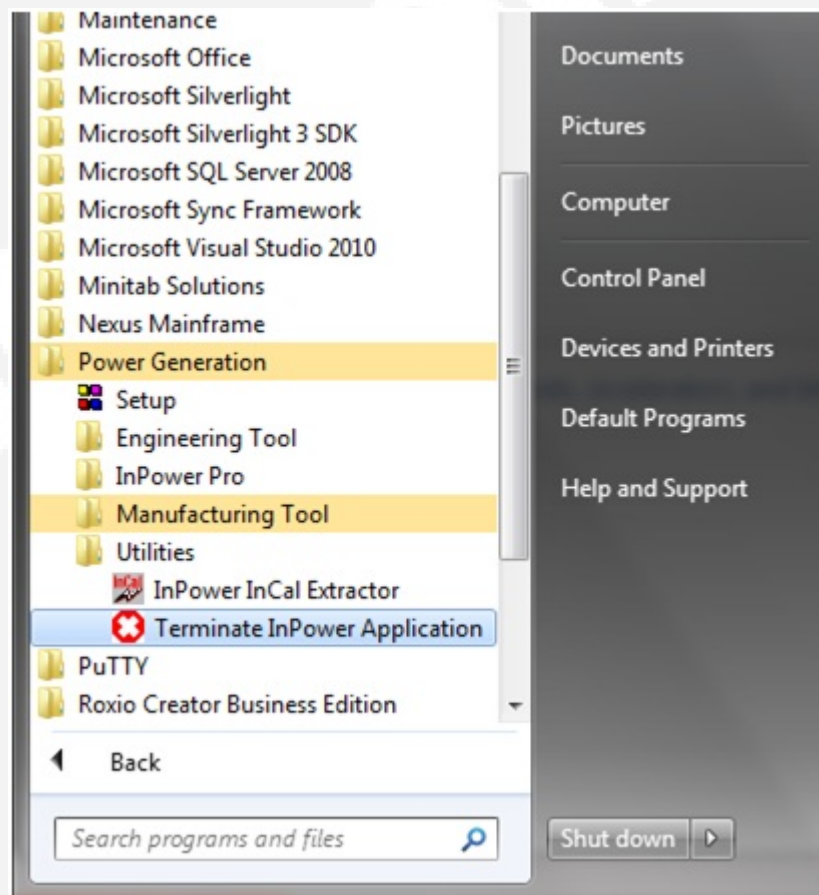 Maintenance
Microsoft Office
Microsoft Silverlight
Microsoft Silverlight 3 SDK
Microsoft SQL Server 2008
Microsoft Sync Framework
Microsoft Visual Studio 2010
Minitab Solutions
Nexus Mainframe
Power Generation
Setup
Engineering Tool
InPower Pro
Manufacturing Tool
Utilities
InPower InCal Extractor
Terminate InPower Application
PuTTY
Roxio Creator Business Edition
Back
Search programs and files
Documents
Pictures
Computer
Control Panel
Devices and Printers
Default Programs
Help and Support
Shut down